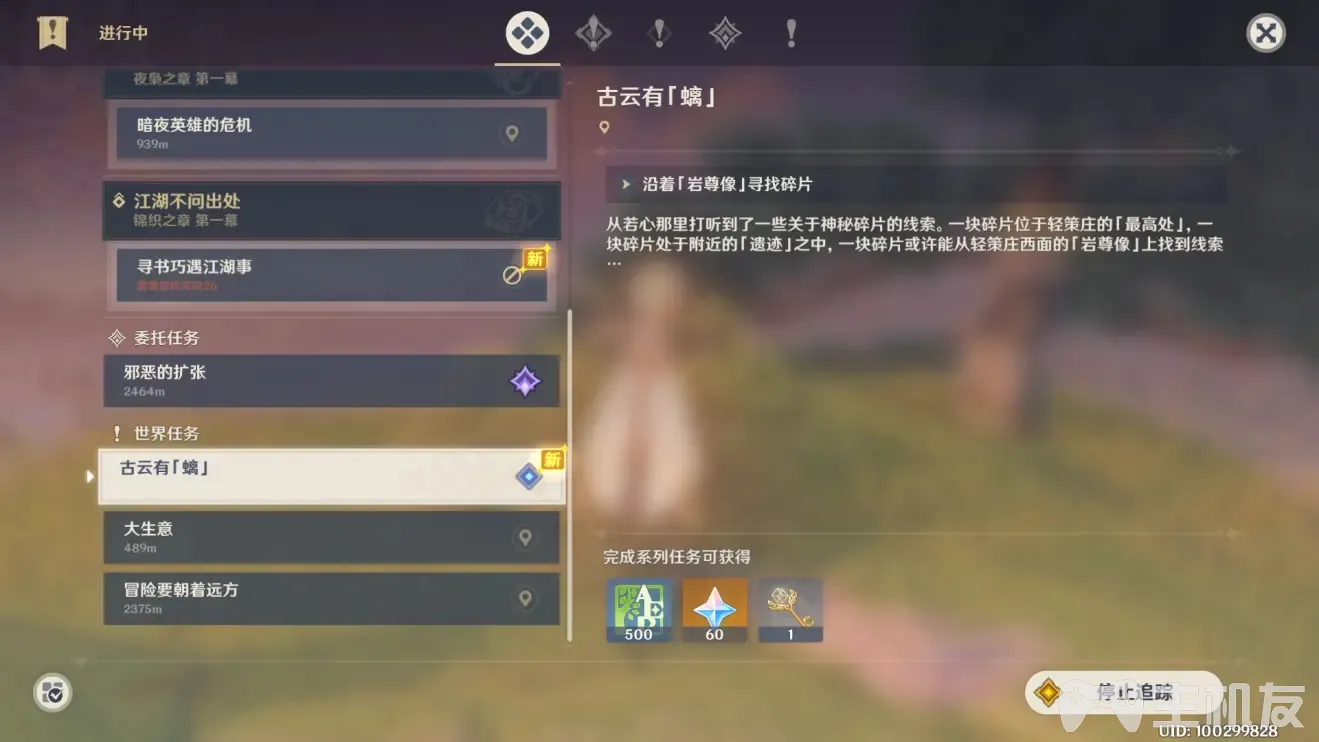 进行中
夜枭之章 第一幕
暗夜英雄的危机
939m
江湖不问出处
锦织之章 第一幕
寻书巧遇江湖事
新
需要冒险等阶26
委托任务
邪恶的扩张
2464m
世界任务
古云有「螭」
新
大生意
489m
冒险要朝着远方
2375m
古云有「螭」
沿着「岩尊像」寻找碎片
从若心那里打听到了一些关于神秘碎片的线索。一块碎片位于轻策庄的「最高处」，一
块碎片处于附近的「遗迹」之中，一块碎片或许能从轻策庄西面的「岩尊像」上找到线索
…
完成系列任务可获得
500
60
1
停止追踪
手机友
UID: 100299828